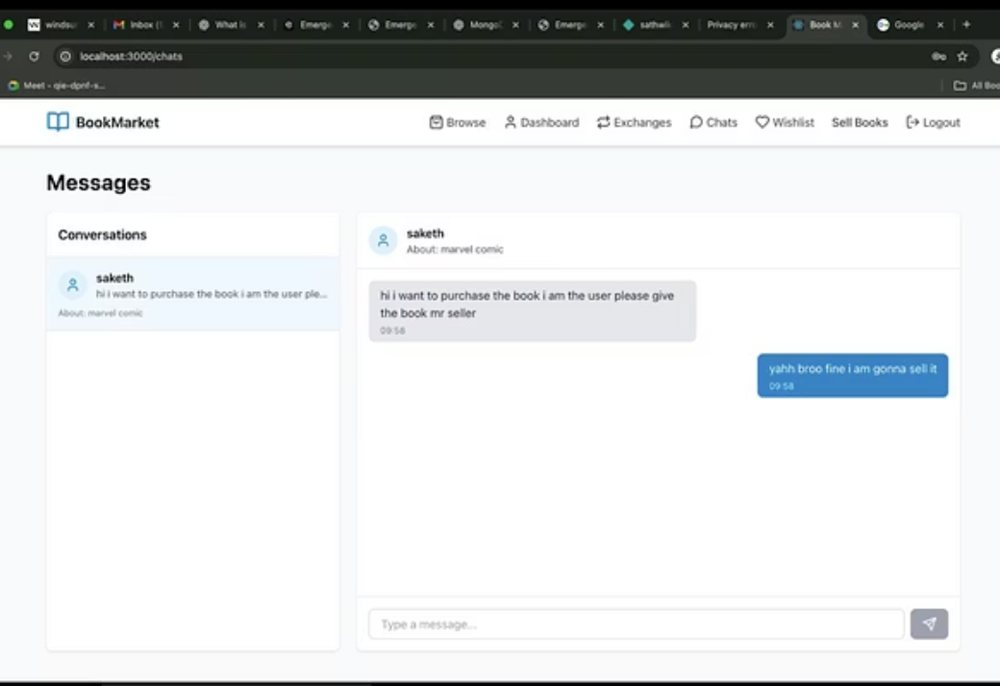 windsu
Inbox (
What is
Emerge
Emerge
Mongo
Emerge
sathwi
Privacy erro
Book M
Google
localhost:3000/chats
Meet - qie-dpnf-s...
All Boo
BookMarket
Browse
Dashboard
Exchanges
Chats
Wishlist
Sell Books
Logout
Messages
Conversations
saketh
hi i want to purchase the book i am the user ple...
About: marvel comic
saketh
About: marvel comic
hi i want to purchase the book i am the user please give
the book mr seller
09:58
yahh broo fine i am gonna sell it
09:58
Type a message...